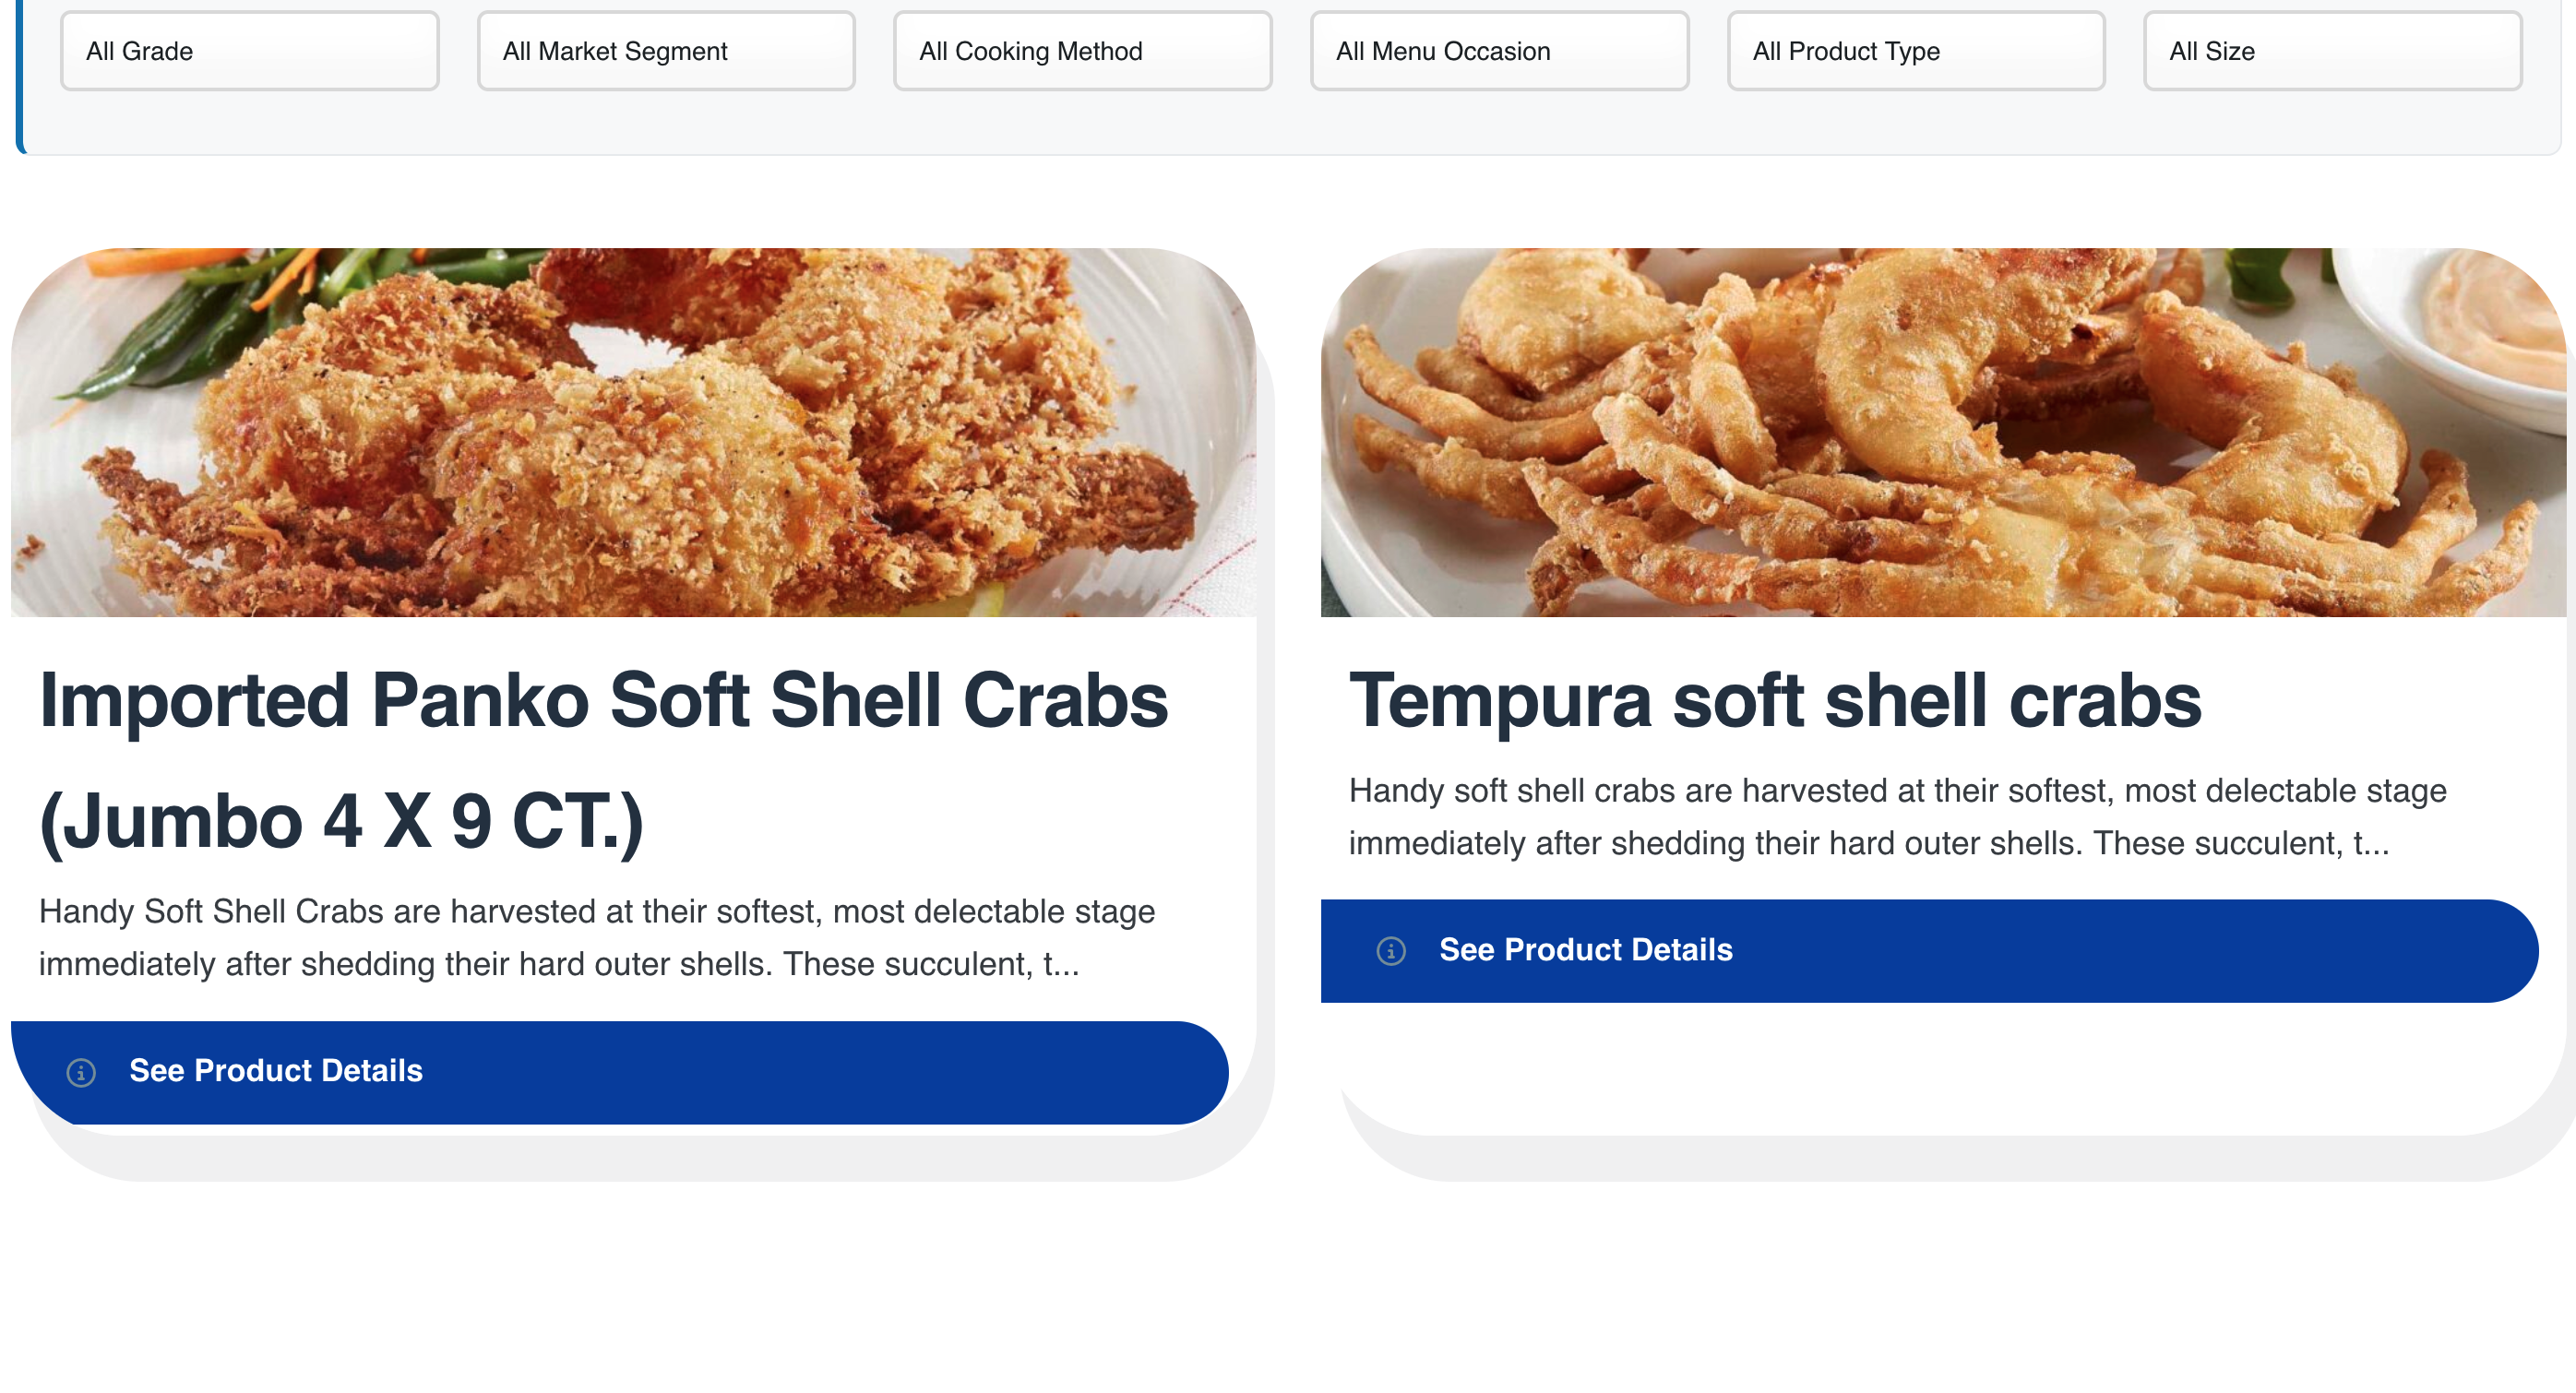 All Grade
All Market Segment
All Cooking Method
All Menu Occasion
All Product Type
All Size
Imported Panko Soft Shell Crabs
(Jumbo 4 X 9 CT.)
Handy Soft Shell Crabs are harvested at their softest, most delectable stage
immediately after shedding their hard outer shells. These succulent, t...
See Product Details
Tempura soft shell crabs
Handy soft shell crabs are harvested at their softest, most delectable stage
immediately after shedding their hard outer shells. These succulent, t...
See Product Details